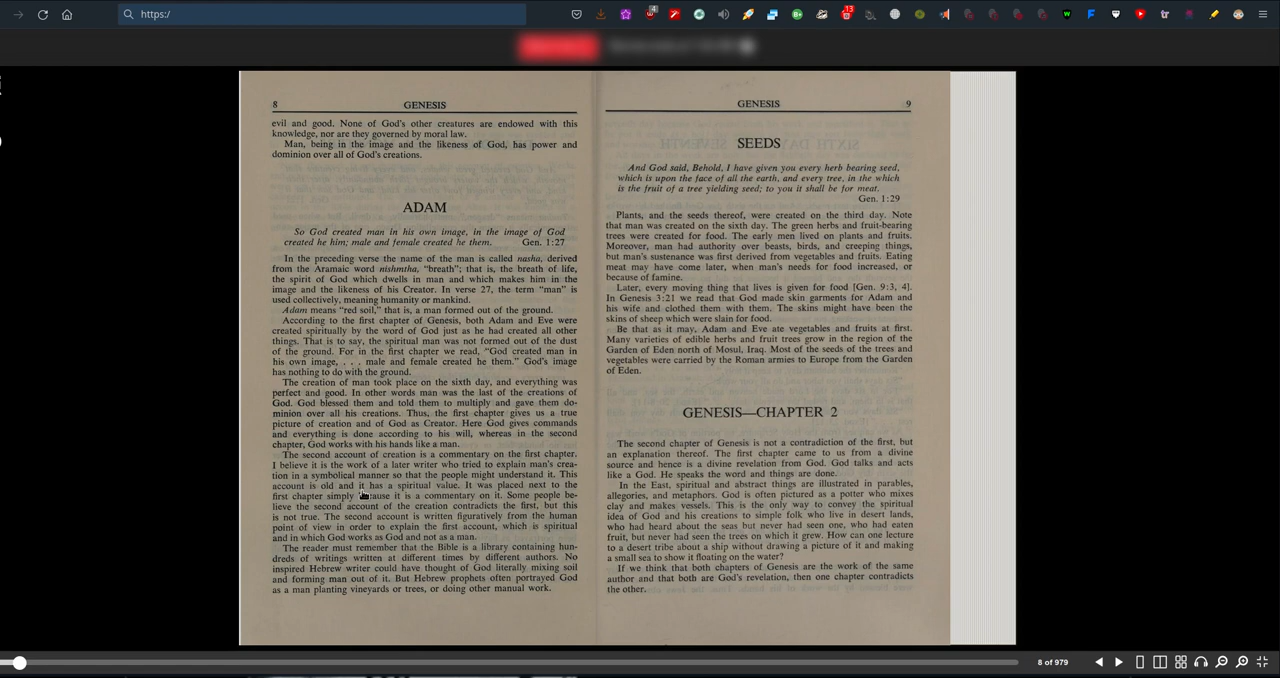 https:/
4
13
8 GENESIS
evil and good. None of God's other creatures are endowed with this
knowledge, nor are they governed by moral law.
Man, being in the image and the likeness of God, has power and
dominion over all of God's creations.
ADAM
So God created man in his own image, in the image of God
created he him; male and female created he them. Gen. 1:27
In the preceding verse the name of the man is called nasha, derived
from the Aramaic word nishmtha, "breath"; that is, the breath of life,
the spirit of God which dwells in man and which makes him in the
image and the likeness of his Creator. In verse 27, the term "man" is
used collectively, meaning humanity or mankind.
Adam means "red soil," that is, a man formed out of the ground.
According to the first chapter of Genesis, both Adam and Eve were
created spiritually by the word of God just as he had created all other
things. That is to say, the spiritual man was not formed out of the dust
of the ground. For in the first chapter we read, "God created man in
his own image, . . . . male and female created he them." God's image
has nothing to do with the ground.
The creation of man took place on the sixth day, and everything was
perfect and good. In other words man was the last of the creations of
God. God blessed them and told them to multiply and gave them do-
minion over all his creations. Thus, the first chapter gives us a true
picture of creation and of God as Creator. Here God gives commands
and everything is done according to his will, whereas in the second
chapter, God works with his hands like a man.
The second account of creation is a commentary on the first chapter.
I believe it is the work of a later writer who tried to explain man's crea-
tion in a symbolical manner so that the people might understand it. This
account is old and it has a spiritual value. It was placed next to the
first chapter simply because it is a commentary on it. Some people be-
lieve the second account of the creation contradicts the first, but this
is not true. The second account is written figuratively from the human
point of view in order to explain the first account, which is spiritual
and in which God works as God and not as a man.
The reader must remember that the Bible is a library containing hun-
dreds of writings written at different times by different authors. No
inspired Hebrew writer could have thought of God literally mixing soil
and forming man out of it. But Hebrew prophets often portrayed God
as a man planting vineyards or trees, or doing other manual work.
GENESIS 9
SEEDS
And God said, Behold, I have given you every herb bearing seed,
which is upon the face of all the earth, and every tree, in the which
is the fruit of a tree yielding seed; to you it shall be for meat.
Gen. 1:29
Plants, and the seeds thereof, were created on the third day. Note
that man was created on the sixth day. The green herbs and fruit-bearing
trees were created for food. The early men lived on plants and fruits.
Moreover, man had authority over beasts, birds, and creeping things,
but man's sustenance was first derived from vegetables and fruits. Eating
meat may have come later, when man's needs for food increased, or
because of famine.
Later, every moving thing that lives is given for food [Gen. 9:3, 4].
In Genesis 3:21 we read that God made skin garments for Adam and
his wife and clothed them with them. The skins might have been the
skins of sheep which were slain for food.
Be that as it may, Adam and Eve ate vegetables and fruits at first.
Many varieties of edible herbs and fruit trees grow in the region of the
Garden of Eden north of Mosul, Iraq. Most of the seeds of the trees and
vegetables were carried by the Roman armies to Europe from the Garden
of Eden.
GENESIS—CHAPTER 2
The second chapter of Genesis is not a contradiction of the first, but
an explanation thereof. The first chapter came to us from a divine
source and hence is a divine revelation from God. God talks and acts
like a God. He speaks the word and things are done.
In the East, spiritual and abstract things are illustrated in parables,
allegories, and metaphors. God is often pictured as a potter who mixes
clay and makes vessels. This is the only way to convey the spiritual
idea of God and his creations to simple folk who live in desert lands,
who had heard about the seas but never had seen one, who had eaten
fruit, but never had seen the trees on which it grew. How can one lecture
to a desert tribe about a ship without drawing a picture of it and making
a small sea to show it floating on the water?
If we think that both chapters of Genesis are the work of the same
author and that both are God's revelation, then one chapter contradicts
the other.
8 of 979